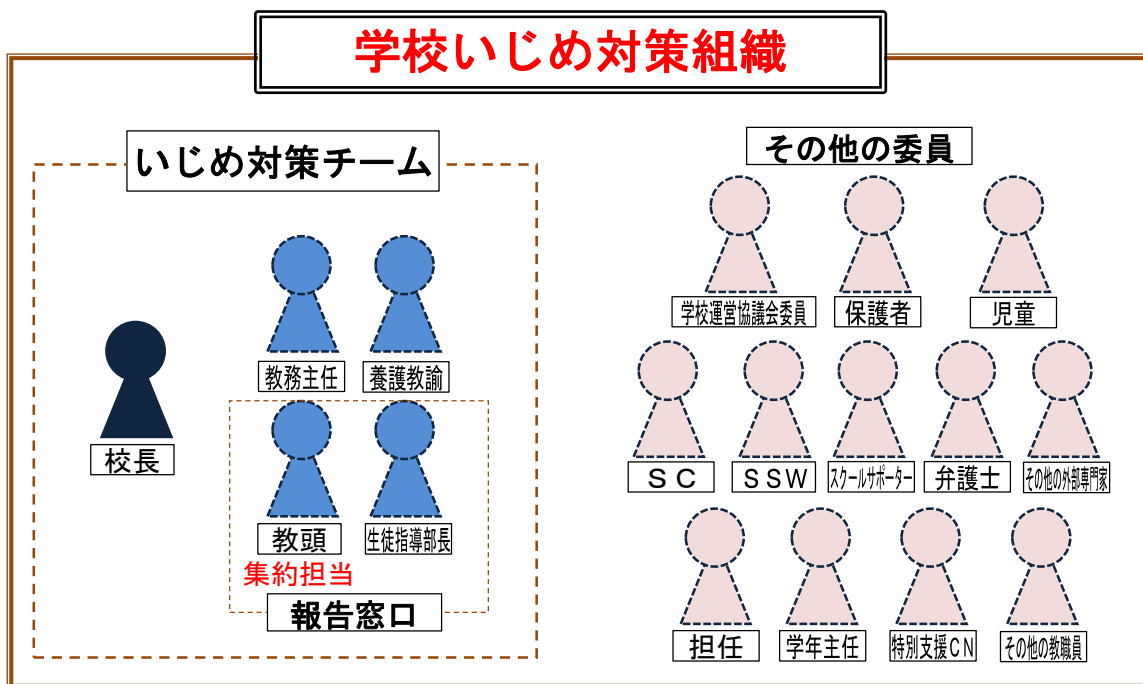 学校いじめ対策組織
いじめ対策チーム
校長
教務主任
養護教諭
教頭
生徒指導部長
集約担当
報告窓口
その他の委員
学校運営協議会委員
保護者
児童
ＳＣ
ＳＳＷ
スクールサポーター
弁護士
その他の外部専門家
担任
学年主任
特別支援ＣＮ
その他の教職員